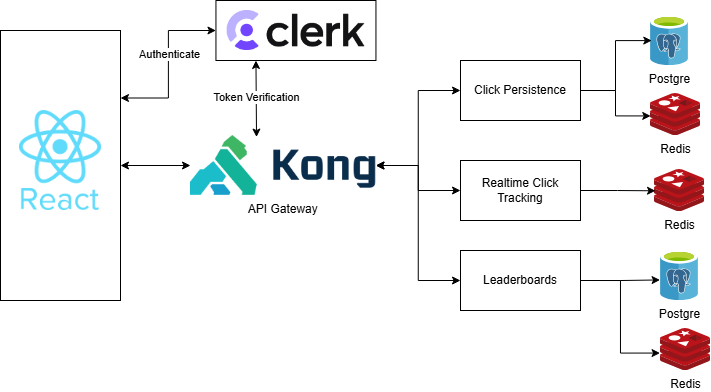 clerk
Authenticate
Token Verification
React
Kong
API Gateway
Click Persistence
Postgre
Redis
Realtime Click
Tracking
Redis
Leaderboards
Postgre
Redis